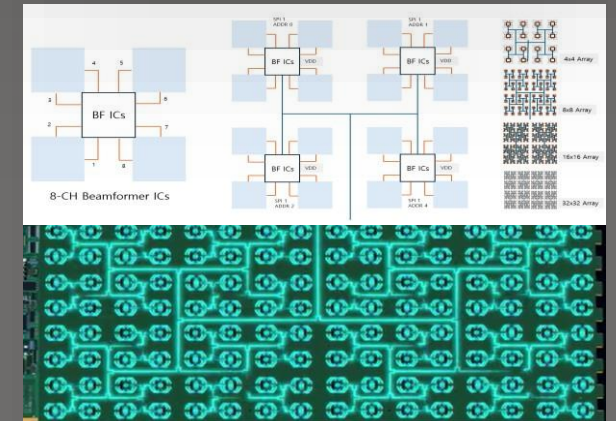 4
5
3
6
BF ICs
2
7
1
8
8-CH Beamformer ICs
SPI 1
ADDR 0
BF ICs
VDD
SPI 1
ADDR 1
BF ICs
VDD
BF ICs
VDD
SPI 1
ADDR 2
BF ICs
VDD
SPI 1
ADDR 4
4x4 Array
8x8 Array
16x16 Array
32x32 Array